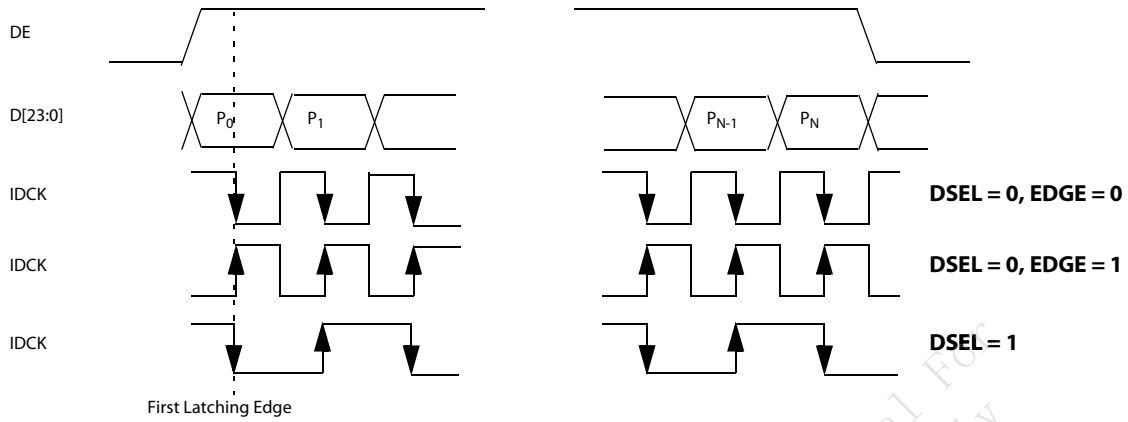 DE
D[23:0]
P0 P1 PN-1 PN
IDCK DSEL = 0, EDGE = 0
IDCK DSEL = 0, EDGE = 1
IDCK DSEL = 1
First Latching Edge
For